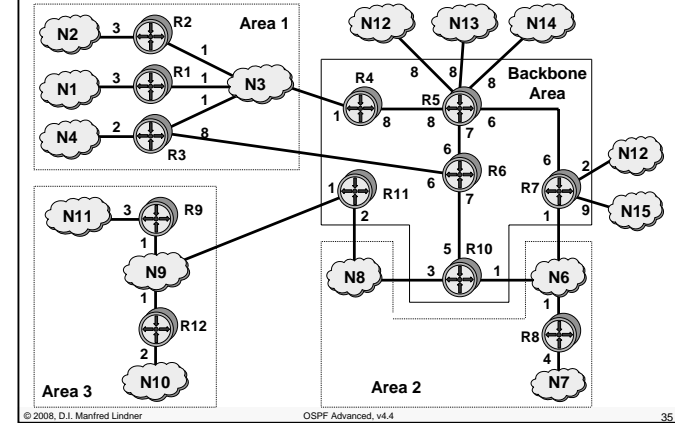 N12 N13 N14
N2 3 R2 Area 1
1 8 8 8
R1 R4 Backbone
N1 3 1 N3 R5 Area
1 1 8 8 6
N4 2 7
R3 8 6 6 2 N12
6 R6 R7
1 R11 7 9 N15
N11 3 R9 2 1
1 5 R10
N9 N8 3 1 N6
1 1
R12 R8
2 4
N10 N7
Area 3 Area 2
© 2008, D.I. Manfred Lindner OSPF Advanced, v4.4 35